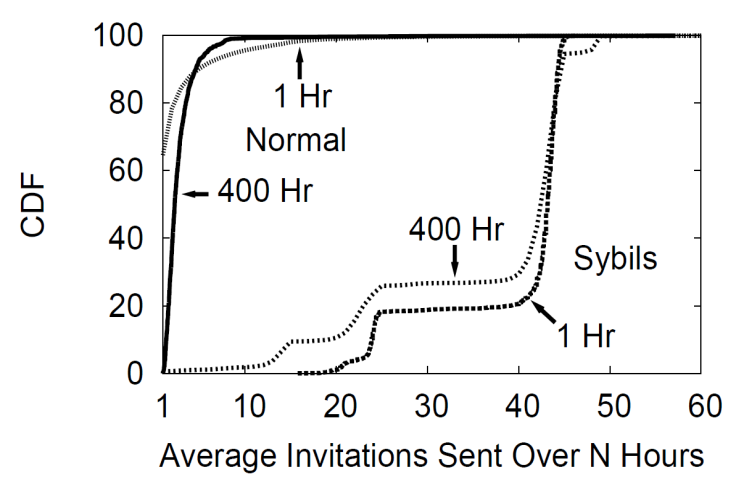 100
80
60
40
20
0
CDF
1 Hr
Normal
400 Hr
400 Hr
Sybils
1 Hr
1 10 20 30 40 50 60
Average Invitations Sent Over N Hours